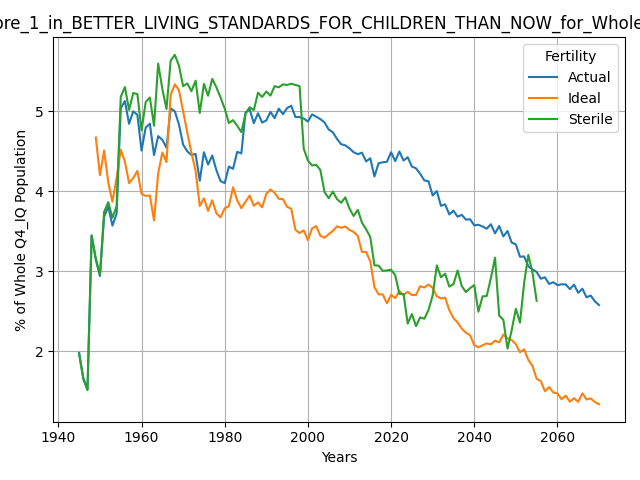 ore_1_in_BETTER_LIVING_STANDARDS_FOR_CHILDREN_THAN_NOW_for_Whole
Fertility
Actual
Ideal
Sterile
% of Whole Q4_IQ Population
5
4
3
2
1940 1960 1980 2000 2020 2040 2060
Years